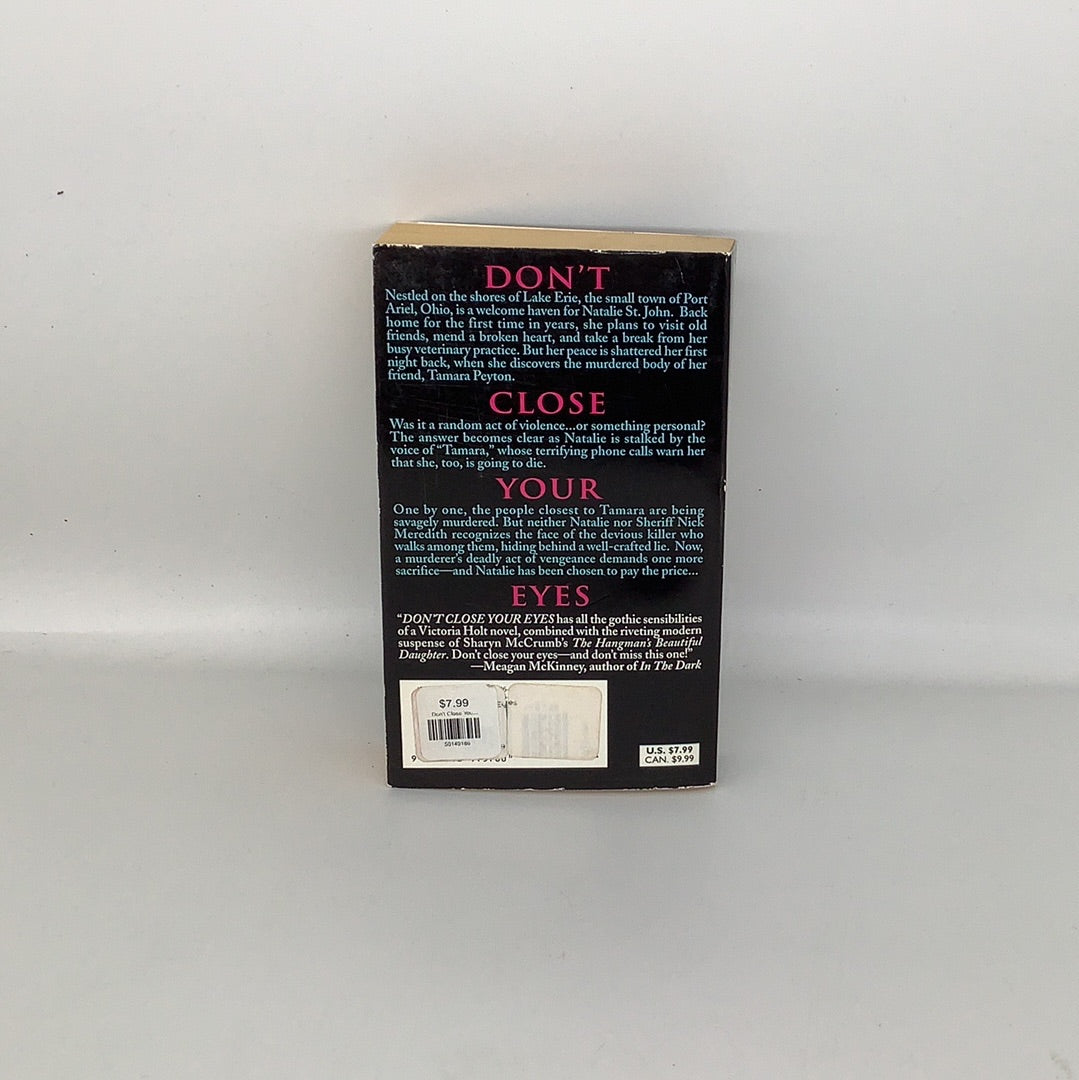 DON'T
Nestled on the shores of Lake Erie, the small town of Port
Ariel, Ohio, is a welcome haven for Natalie St. John. Back
home for the first time in years, she plans to visit old
friends, mend a broken heart, and take a break from her
busy veterinary practice. But her peace is shattered her first
night back, when she discovers the murdered body of her
friend, Tamara Peyton.
CLOSE
Was it a random act of violence...or something personal?
The answer becomes clear as Natalie is stalked by the
voice of "Tamara," whose terrifying phone calls warn her
that she, too, is going to die.
YOUR
One by one, the people closest to Tamara are being
savagely murdered. But neither Natalie nor Sheriff Nick
Meredith recognizes the face of the devious killer who
walks among them, hiding behind a well-crafted lie. Now,
a murderer's deadly act of vengeance demands one more
sacrifice—and Natalie has been chosen to pay the price...
EYES
"DON'T CLOSE YOUR EYES has all the gothic sensibilities
of a Victoria Holt novel, combined with the riveting modern
suspense of Sharyn McCrumb's The Hangman's Beautiful
Daughter. Don't close your eyes—and don't miss this one!"
—Meagan McKinney, author of In The Dark
$7.99
Don't Close You...
U.S. $7.99
CAN. $9.99